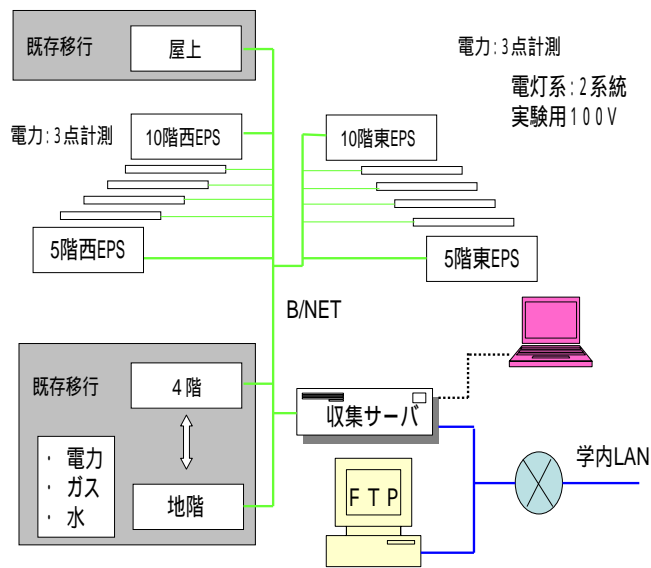 既存移行
屋上
電力:3点計測
電灯系:2系統
実験用100V
電力:3点計測
10階西EPS
10階東EPS
5階西EPS
5階東EPS
B/NET
既存移行
4階
収集サーバ
・ 電力
・ ガス
・ 水
地階
FTP
学内LAN